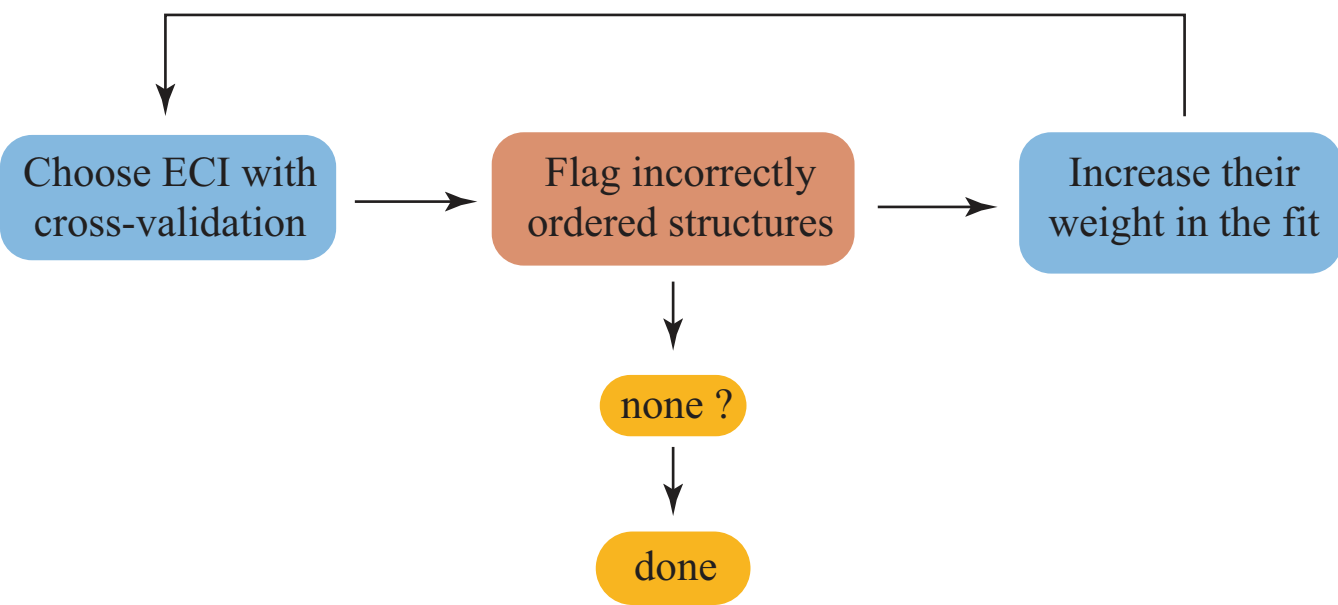 Choose ECI with
cross-validation
Flag incorrectly
ordered structures
Increase their
weight in the fit
none ?
done